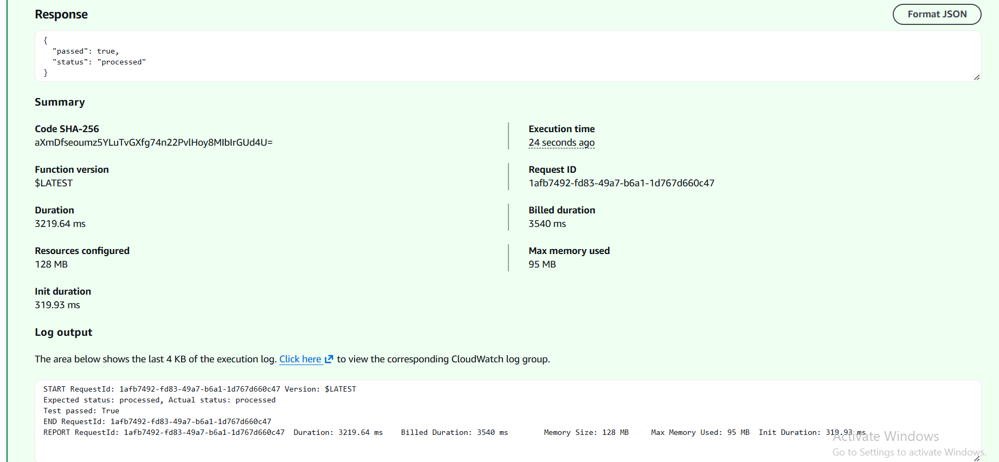 Response
Format JSON
{
  "passed": true,
  "status": "processed"
}
Summary
Code SHA-256
aXmDfseoumz5YLuTvGXfg74n22PvlHoy8MIbIrGUd4U=
Execution time
24 seconds ago
Function version
$LATEST
Request ID
1afb7492-fd83-49a7-b6a1-1d767d660c47
Duration
3219.64 ms
Billed duration
3540 ms
Resources configured
128 MB
Max memory used
95 MB
Init duration
319.93 ms
Log output
The area below shows the last 4 KB of the execution log. Click here to view the corresponding CloudWatch log group.
START RequestId: 1afb7492-fd83-49a7-b6a1-1d767d660c47 Version: $LATEST
Expected status: processed, Actual status: processed
Test passed: True
END RequestId: 1afb7492-fd83-49a7-b6a1-1d767d660c47
REPORT RequestId: 1afb7492-fd83-49a7-b6a1-1d767d660c47  Duration: 3219.64 ms    Billed Duration: 3540 ms        Memory Size: 128 MB     Max Memory Used: 95 MB  Init Duration: 319.93 ms
Activate Windows
Go to Settings to activate Windows.